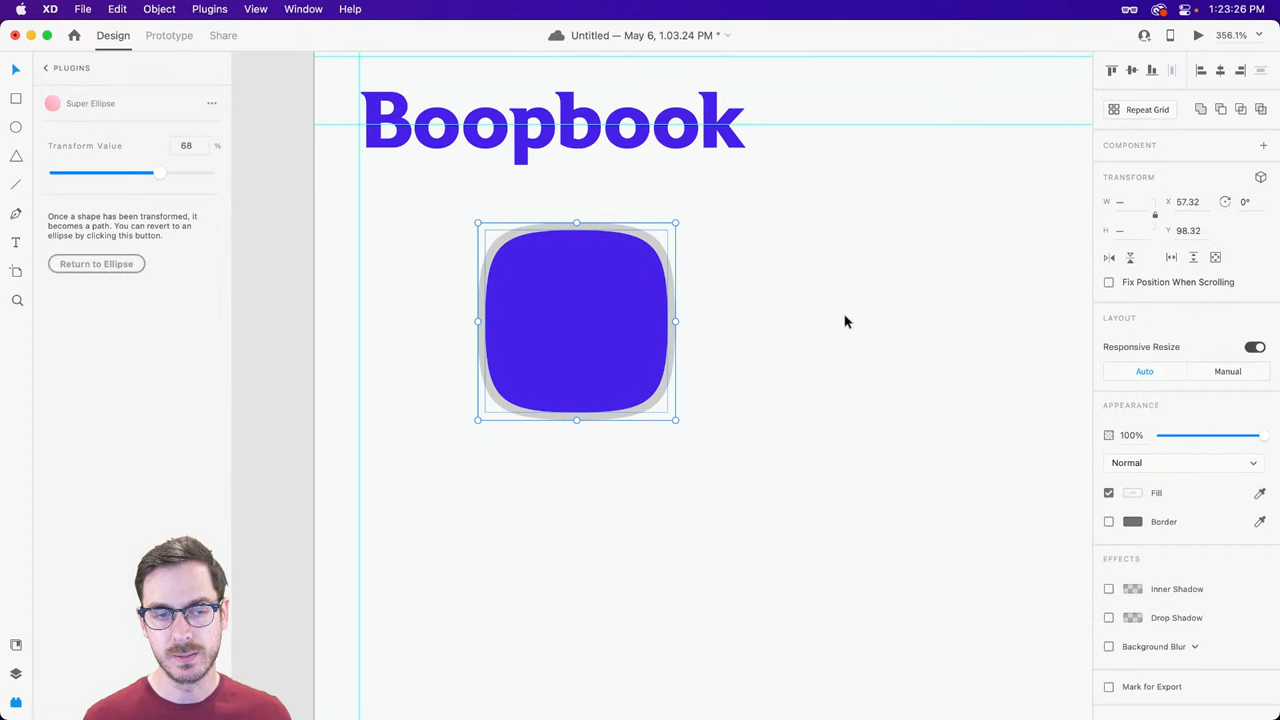 XD File Edit Object Plugins View Window Help 1:23:26 PM
Design Prototype Share Untitled — May 6, 1.03.24 PM * 356.1%
PLUGINS
Super Ellipse
Transform Value 68 %
Once a shape has been transformed, it
becomes a path. You can revert to an
ellipse by clicking this button.
Return to Ellipse
Boopbook
Repeat Grid
COMPONENT
TRANSFORM
W — X 57.32 0°
H — Y 98.32
Fix Position When Scrolling
LAYOUT
Responsive Resize
Auto Manual
APPEARANCE
100%
Normal
Fill
Border
EFFECTS
Inner Shadow
Drop Shadow
Background Blur
Mark for Export